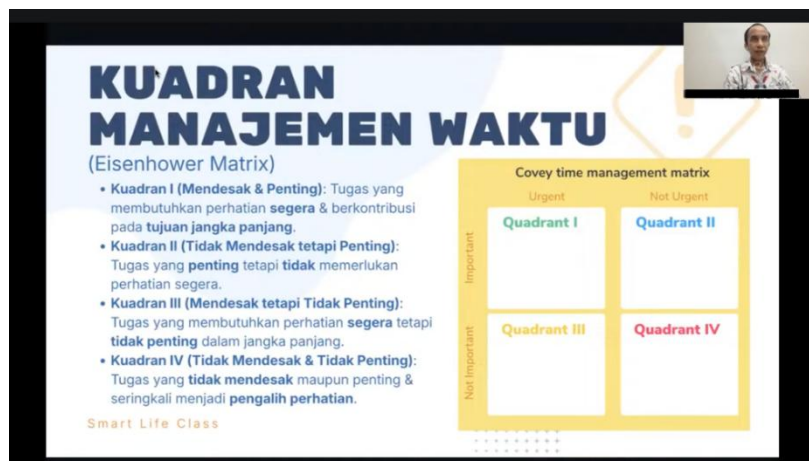 KUADRAN
MANAJEMEN WAKTU
(Eisenhower Matrix)
• Kuadran I (Mendesak & Penting): Tugas yang
membutuhkan perhatian segera & berkontribusi
pada tujuan jangka panjang.
• Kuadran II (Tidak Mendesak tetapi Penting):
Tugas yang penting tetapi tidak memerlukan
perhatian segera.
• Kuadran III (Mendesak tetapi Tidak Penting):
Tugas yang membutuhkan perhatian segera tetapi
tidak penting dalam jangka panjang.
• Kuadran IV (Tidak Mendesak & Tidak Penting):
Tugas yang tidak mendesak maupun penting &
seringkali menjadi pengalih perhatian.
Smart Life Class
Covey time management matrix
Urgent
Not Urgent
Important
Quadrant I
Quadrant II
Not Important
Quadrant III
Quadrant IV